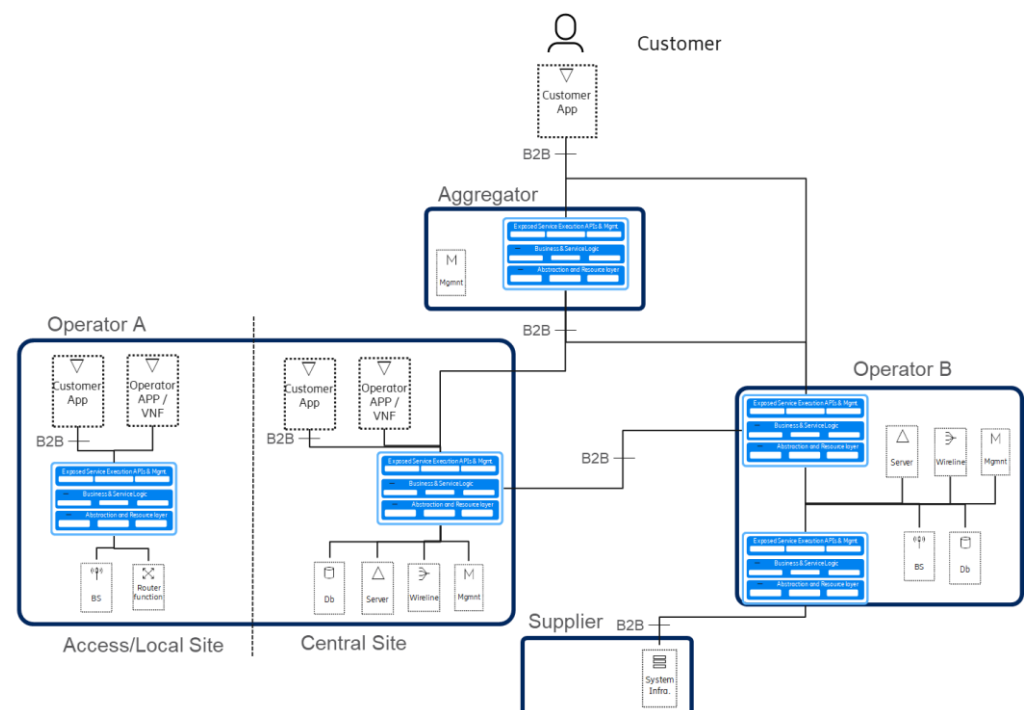 Customer
Customer
App
B2B
Aggregator
Exposed Service Execution APIs & Mgmt.
Business & Service Logic
Abstraction and Resource layer
M
Mgmnt
B2B
Operator A
Customer
App
Operator
APP /
VNF
B2B
Exposed Service Execution APIs & Mgmt.
Business & Service Logic
Abstraction and Resource layer
BS
Router
function
Access/Local Site
Customer
App
Operator
APP /
VNF
B2B
Exposed Service Execution APIs & Mgmt.
Business & Service Logic
Abstraction and Resource layer
Db
Server
Wireline
M
Mgmnt
Central Site
B2B
Operator B
Exposed Service Execution APIs & Mgmt.
Business & Service Logic
Abstraction and Resource layer
Server
Wireline
M
Mgmnt
BS
Db
Exposed Service Execution APIs & Mgmt.
Business & Service Logic
Abstraction and Resource layer
Supplier
B2B
System
Infra.